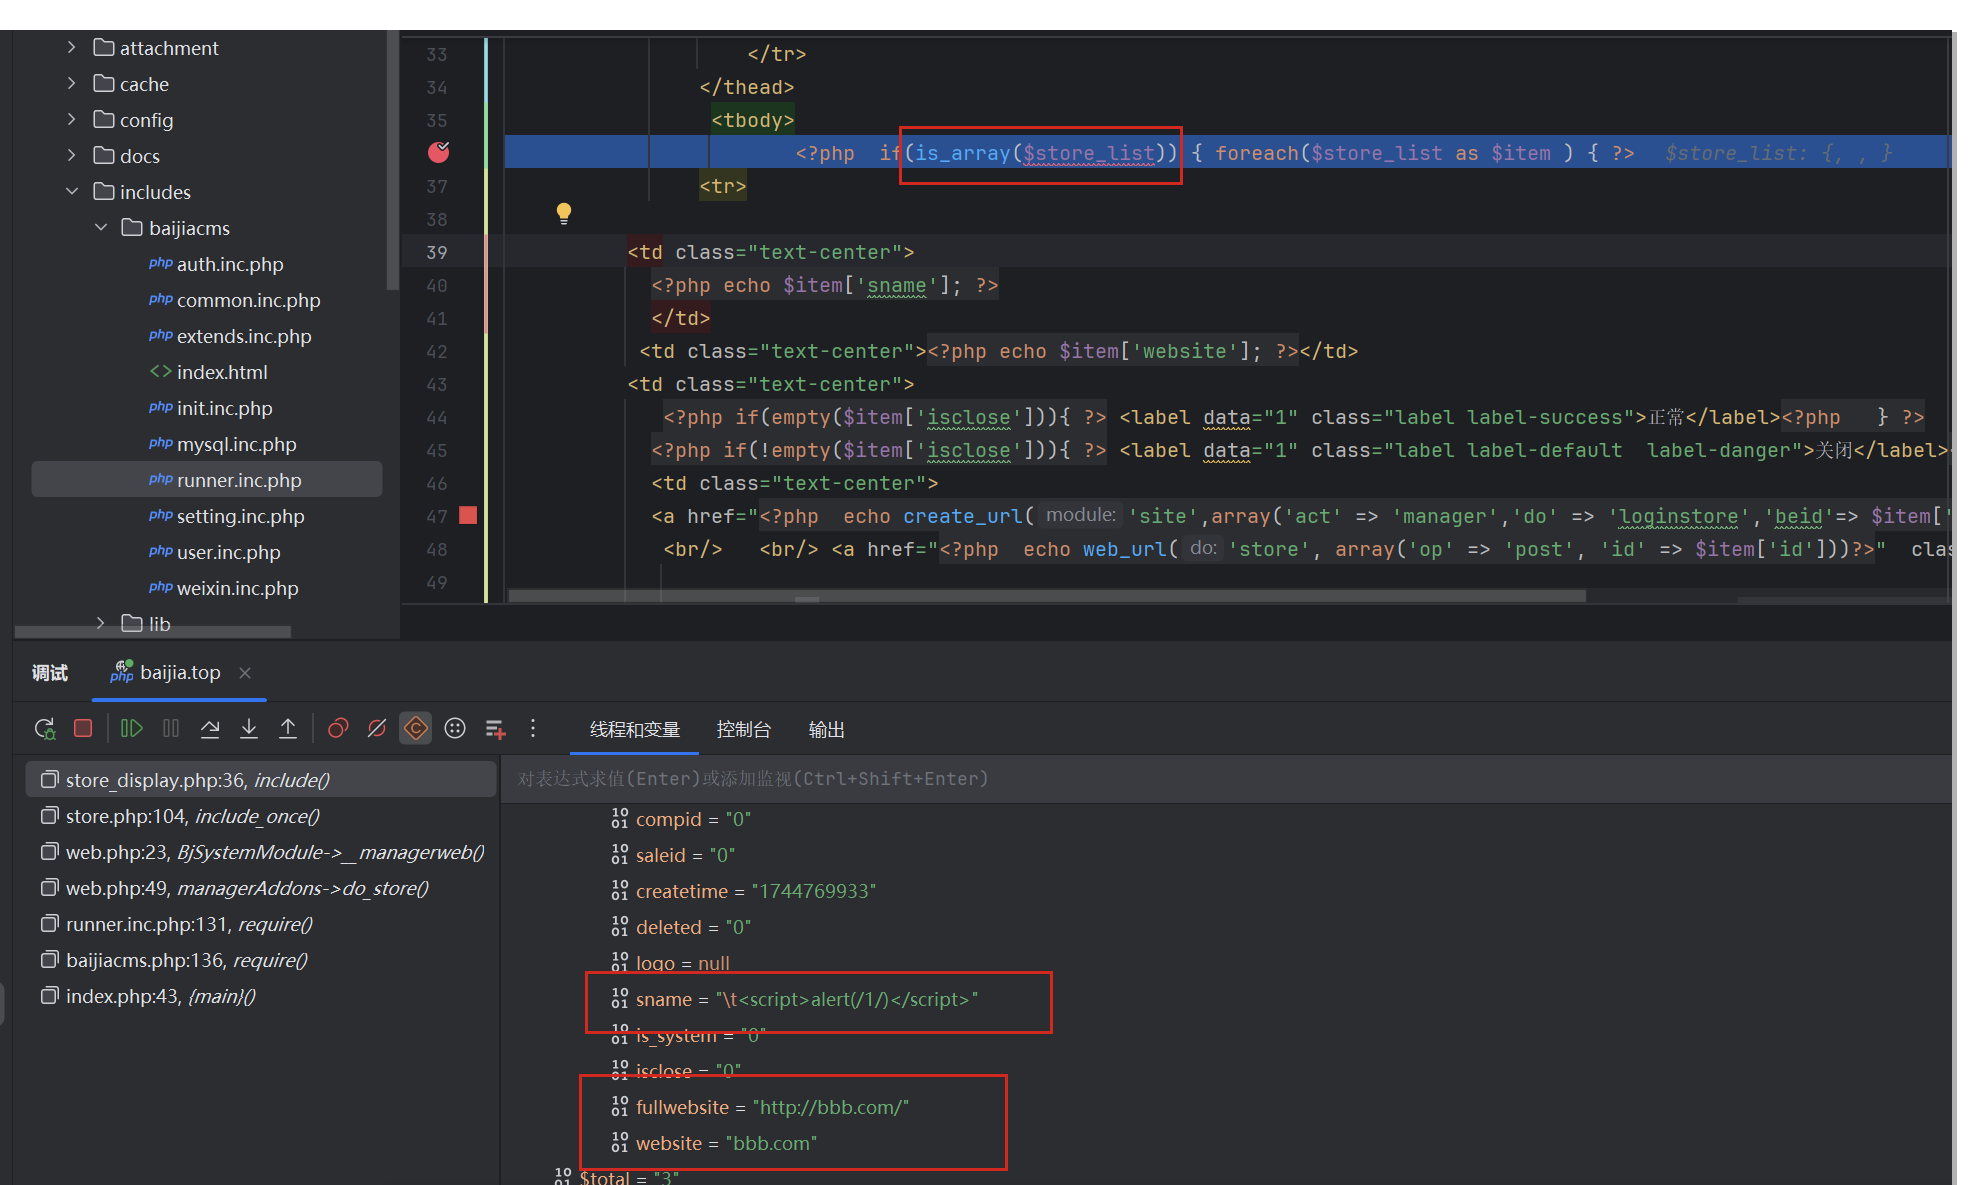 attachment
cache
config
docs
includes
baijiacms
php auth.inc.php
php common.inc.php
php extends.inc.php
<> index.html
php init.inc.php
php mysql.inc.php
php runner.inc.php
php setting.inc.php
php user.inc.php
php weixin.inc.php
lib
33 </tr>
34 </thead>
35 <tbody>
<?php  if(is_array($store_list)) { foreach($store_list as $item ) { ?> $store_list: {, , }
37 <tr>
38
39 <td class="text-center">
40 <?php echo $item['sname']; ?>
41 </td>
42 <td class="text-center"><?php echo $item['website']; ?></td>
43 <td class="text-center">
44 <?php if(empty($item['isclose'])){ ?> <label data="1" class="label label-success">正常</label><?php   } ?>
45 <?php if(!empty($item['isclose'])){ ?> <label data="1" class="label label-default  label-danger">关闭</label><
46 <td class="text-center">
47 <a href="<?php  echo create_url( module: 'site',array('act' => 'manager','do' => 'loginstore','beid'=> $item['
48 <br/>   <br/> <a href="<?php  echo web_url( do: 'store', array('op' => 'post', 'id' => $item['id']))?>"  clas
49
调试
php baijia.top
线程和变量 控制台 输出
store_display.php:36, include()
store.php:104, include_once()
web.php:23, BjSystemModule->__managerweb()
web.php:49, managerAddons->do_store()
runner.inc.php:131, require()
baijiacms.php:136, require()
index.php:43, {main}()
对表达式求值(Enter)或添加监视(Ctrl+Shift+Enter)
compid = "0"
saleid = "0"
createtime = "1744769933"
deleted = "0"
logo = null
sname = "\t<script>alert(/1/)</script>"
is_system = "0"
isclose = "0"
fullwebsite = "http://bbb.com/"
website = "bbb.com"
$total = "3"